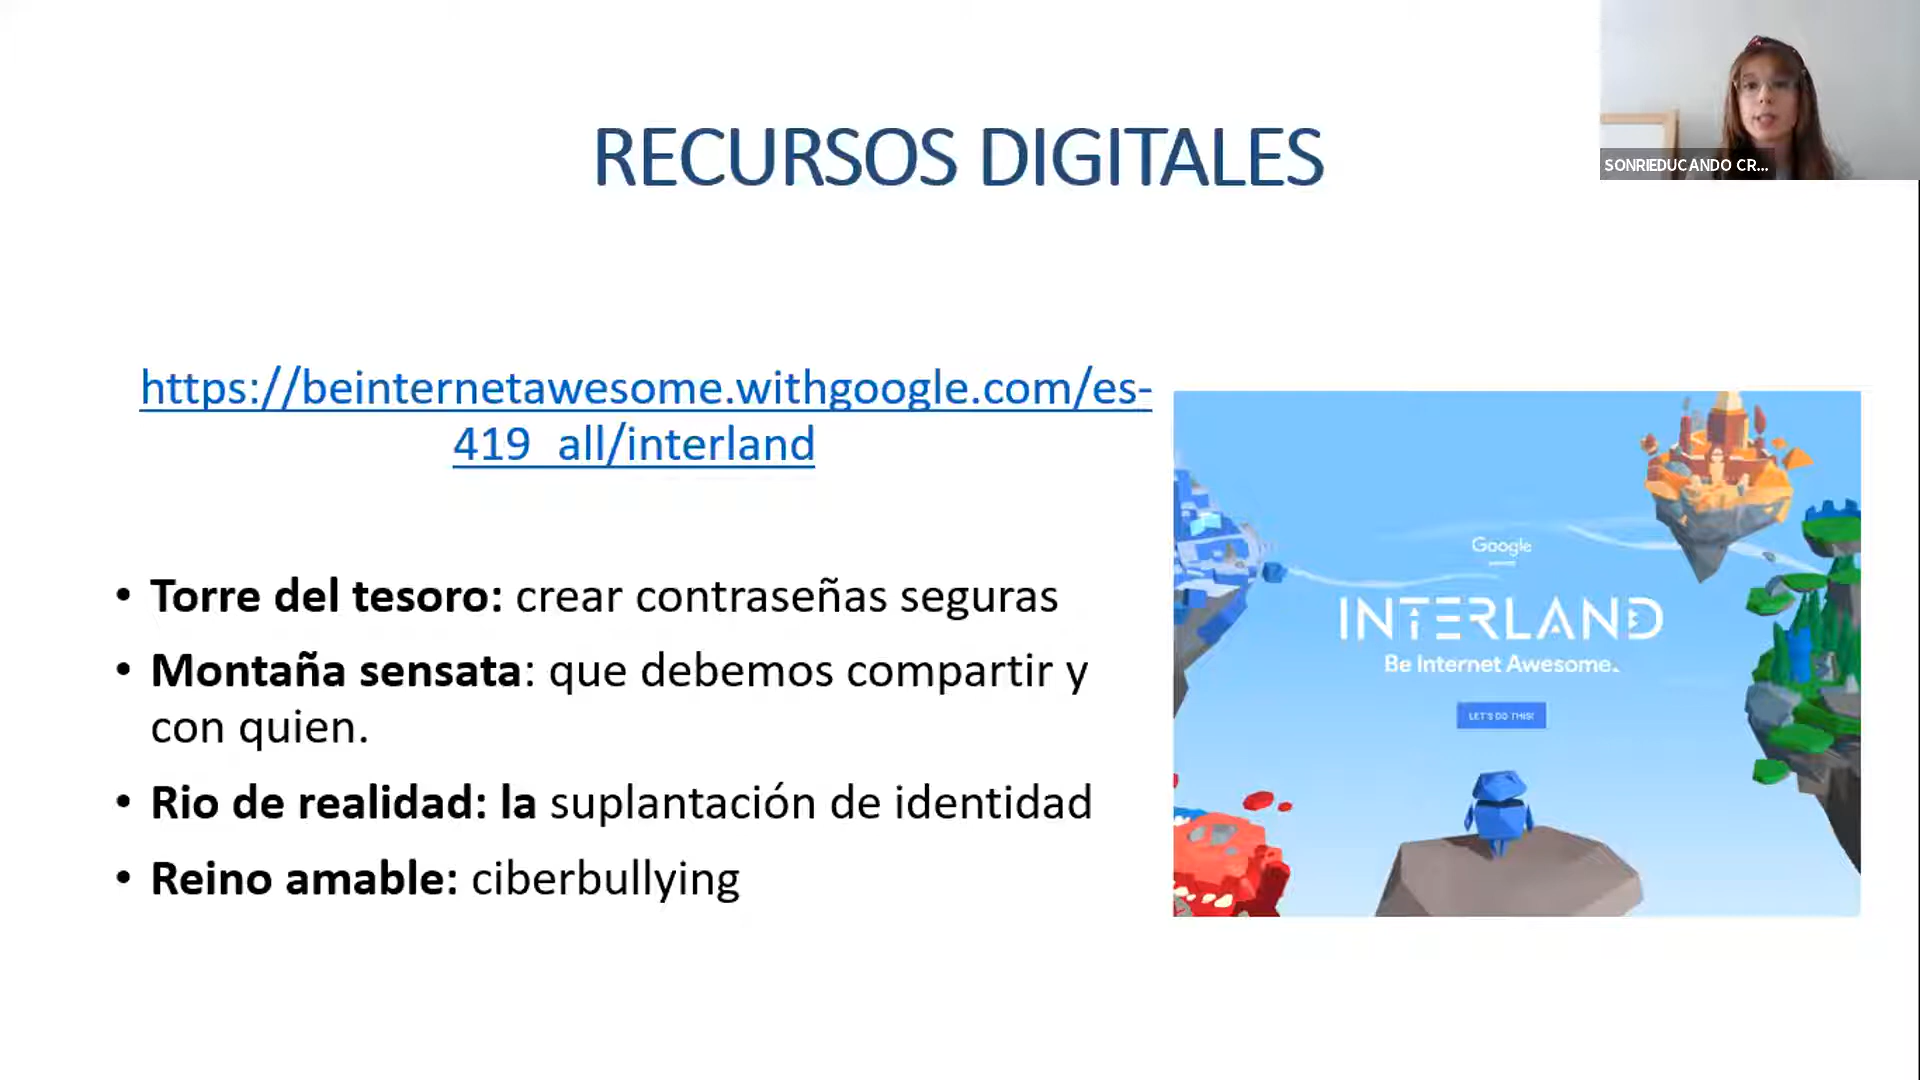 RECURSOS DIGITALES
SONRIEDUCANDO CR...
https://beinternetawesome.withgoogle.com/es-
419_all/interland
• Torre del tesoro: crear contraseñas seguras
• Montaña sensata: que debemos compartir y
con quien.
• Rio de realidad: la suplantación de identidad
• Reino amable: ciberbullying
Google
INTERLAND
Be Internet Awesome.
LET'S DO THIS!